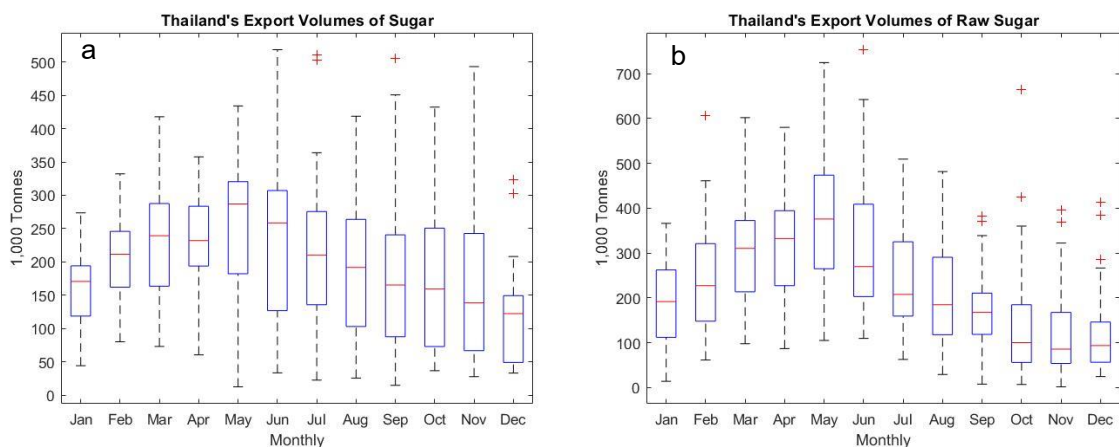 Thailand's Export Volumes of Sugar
a
500
450
400
350
300
250
200
150
100
50
0
1,000 Tonnes
Jan Feb Mar Apr May Jun Jul Aug Sep Oct Nov Dec
Monthly
Thailand's Export Volumes of Raw Sugar
b
700
600
500
400
300
200
100
0
1,000 Tonnes
Jan Feb Mar Apr May Jun Jul Aug Sep Oct Nov Dec
Monthly